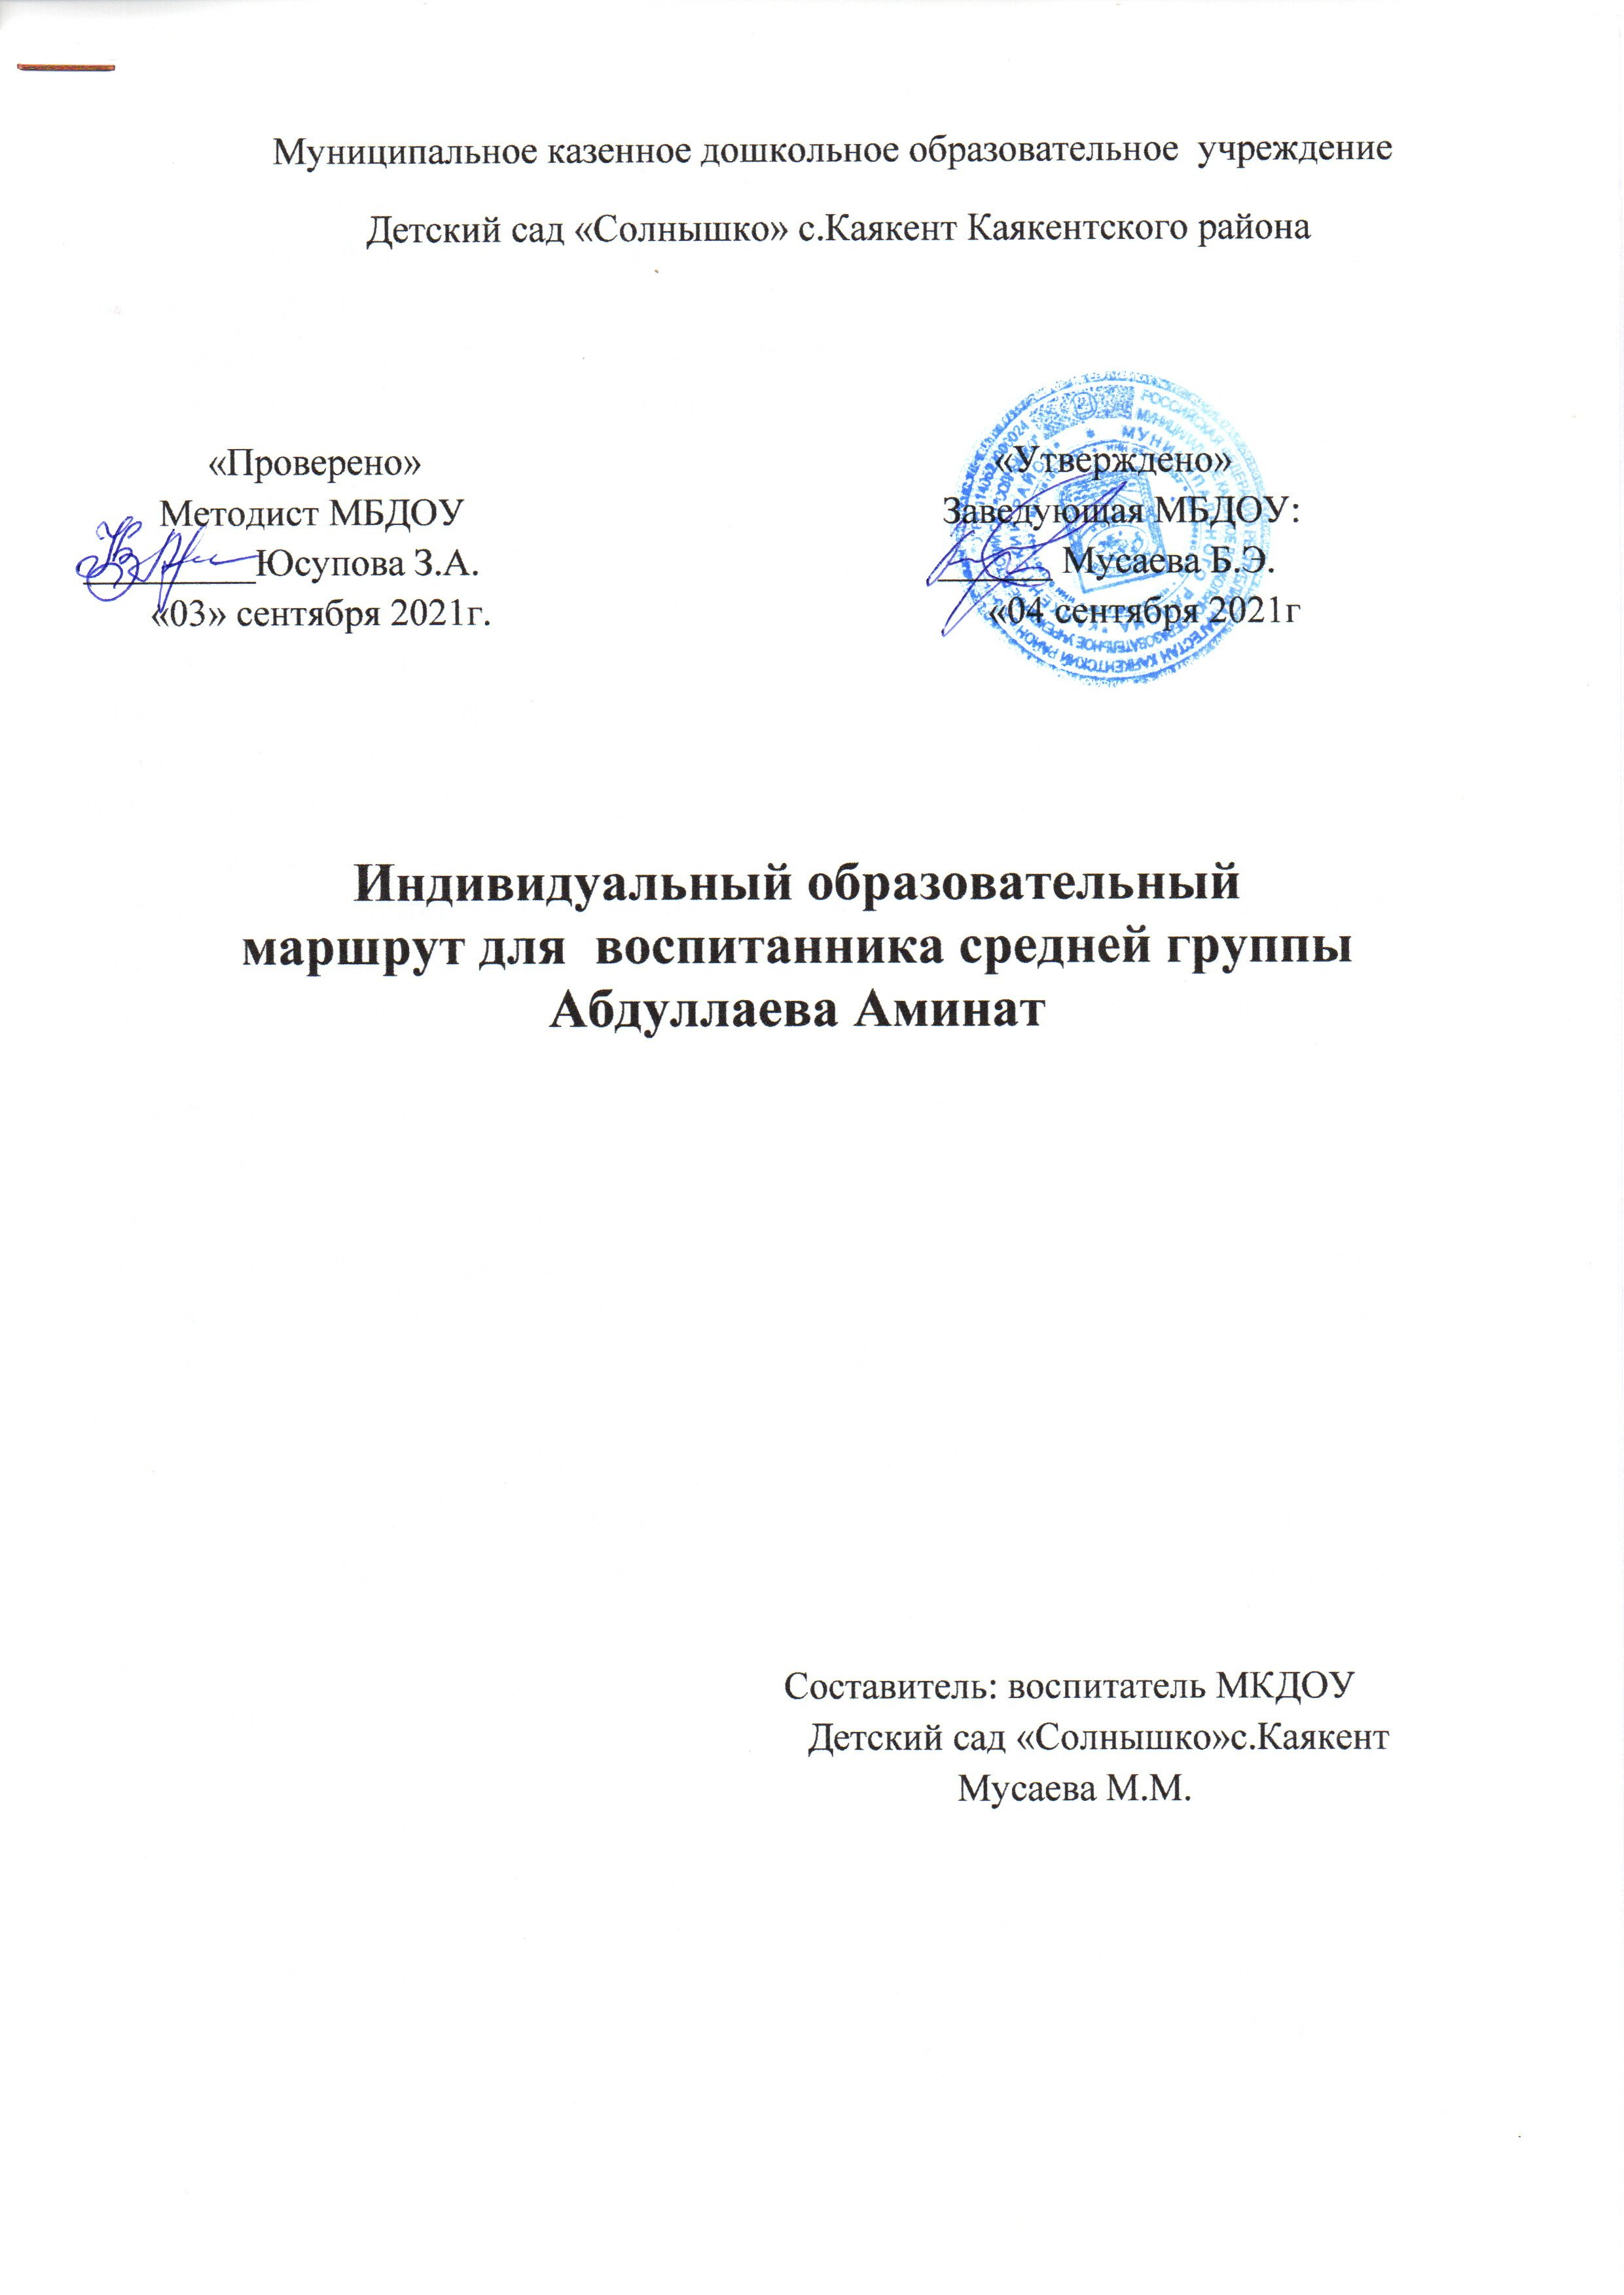 Муниципальное казенное дошкольное образовательное учреждение
Детский сад «Солнышко» с.Каякент Каякентского района
«Проверено»
Методист МБДОУ
___________Юсупова З.А.
«03» сентября 2021г.
«Утверждено»
Заведующая МБДОУ:
_______ Мусаева Б.Э.
«04 сентября 2021г
Индивидуальный образовательный
маршрут для воспитанника средней группы
Абдуллаева Аминат
Составитель: воспитатель МКДОУ
Детский сад «Солнышко»с.Каякент
Мусаева М.М.